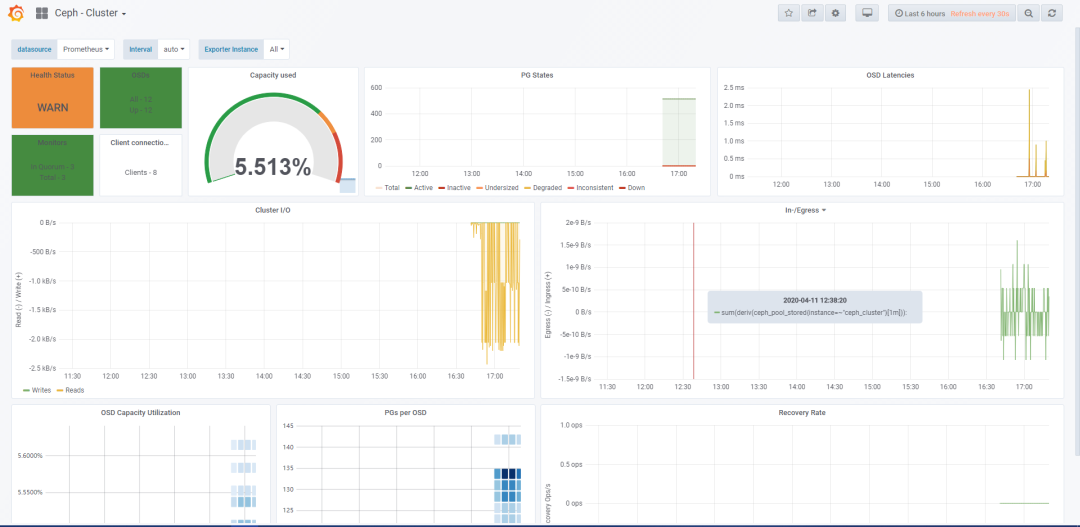 Ceph - Cluster
Last 6 hours Refresh every 30s
datasource Prometheus Interval auto Exporter Instance All
Health Status
WARN
OSDs
All - 12
Up - 12
Monitors
In Quorum - 3
Total - 3
Client connectio...
Clients - 8
Capacity used
5.513%
PG States
600
400
200
0
12:00 13:00 14:00 15:00 16:00 17:00
Total Active Inactive Undersized Degraded Inconsistent Down
OSD Latencies
2.5 ms
2.0 ms
1.5 ms
1.0 ms
0.5 ms
0 ms
12:00 13:00 14:00 15:00 16:00 17:00
Cluster I/O
Read (-) / Write (+)
0 B/s
-500 B/s
-1.0 kB/s
-1.5 kB/s
-2.0 kB/s
-2.5 kB/s
11:30 12:00 12:30 13:00 13:30 14:00 14:30 15:00 15:30 16:00 16:30 17:00
Writes Reads
In-/Egress
Egress (-) / Ingress (+)
2e-9 B/s
1.5e-9 B/s
1e-9 B/s
5e-10 B/s
0 B/s
-5e-10 B/s
-1e-9 B/s
-1.5e-9 B/s
11:30 12:00 12:30 13:00 13:30 14:00 14:30 15:00 15:30 16:00 16:30 17:00
2020-04-11 12:38:20
sum(deriv(ceph_pool_stored{instance=~"ceph_cluster"}[1m])):
OSD Capacity Utilization
5.6000%
5.5500%
PGs per OSD
145
140
135
130
125
Recovery Rate
1.0 ops
0.5 ops
0 ops
covery Ops/s